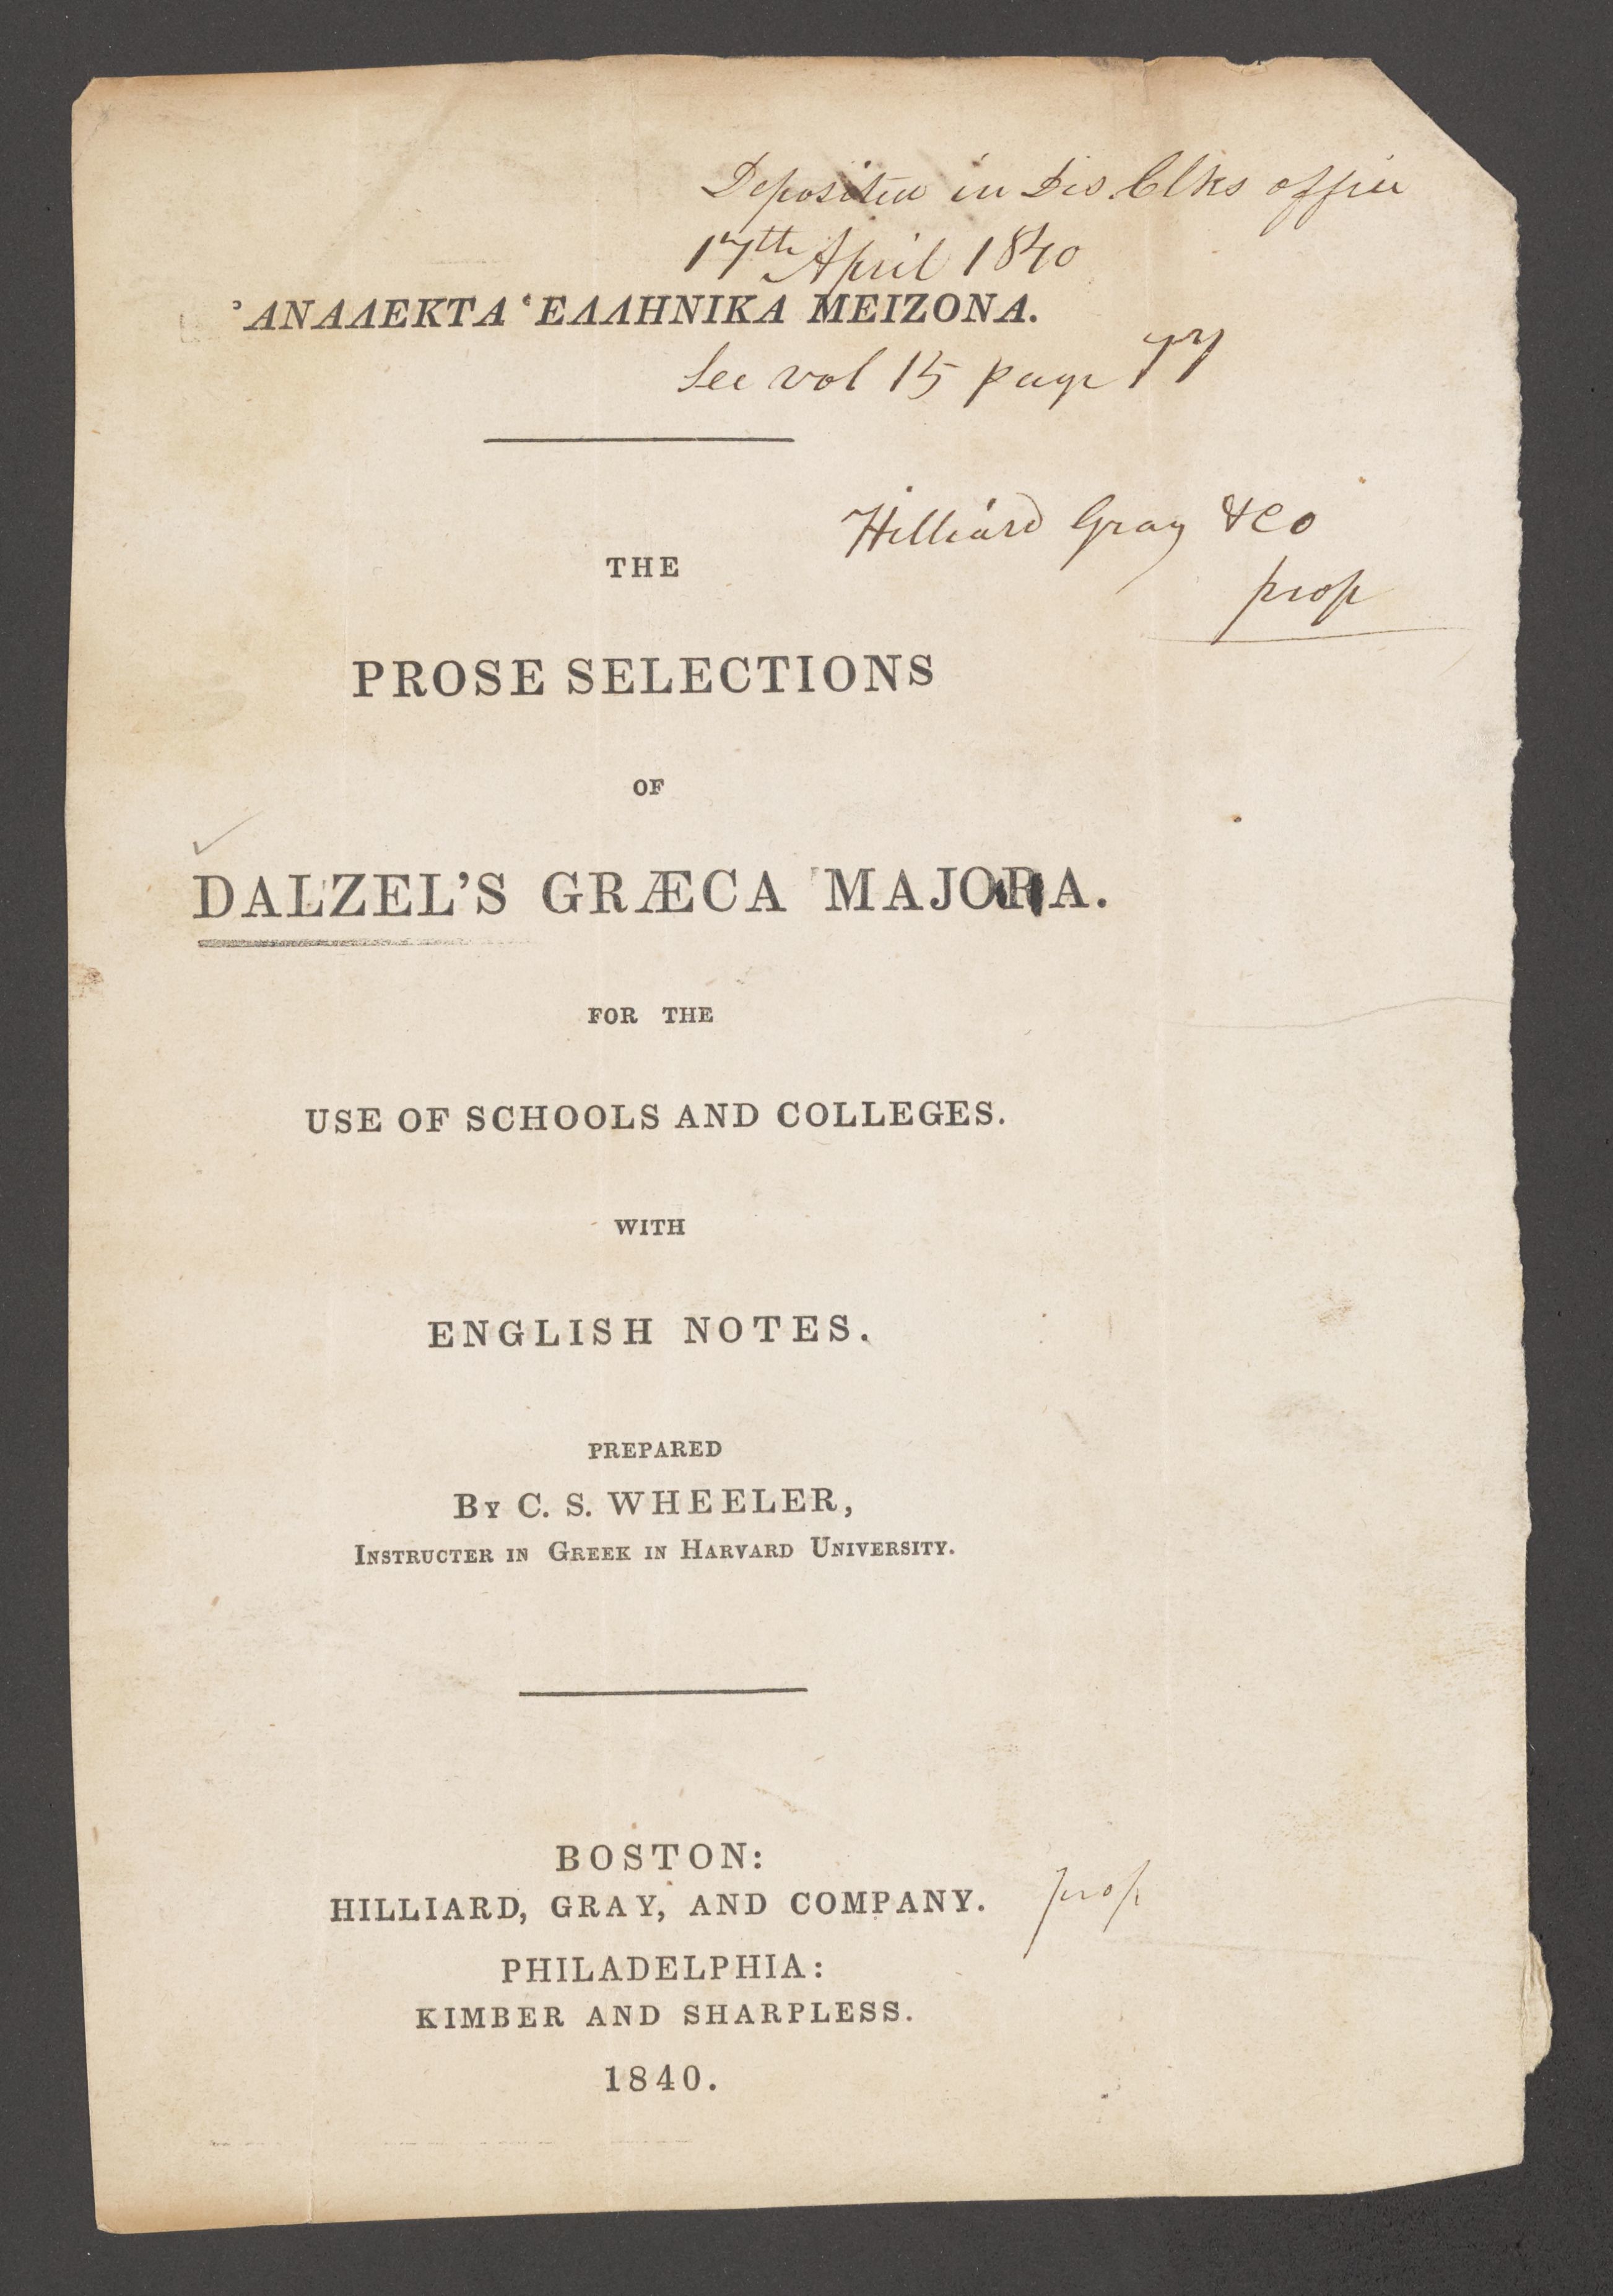 Deposited in Dis. Clks office
17th April 1840
’ΑΝΑΛΕΚΤΑ ‘ΕΛΛΗΝΙΚΑ ΜΕΙΖΟΝΑ.
See vol 15 page 77
Hilliard Gray & Co
THE
prop
PROSE SELECTIONS
OF
DALZEL’S GRÆCA MAJORA.
FOR THE
USE OF SCHOOLS AND COLLEGES.
WITH
ENGLISH NOTES.
PREPARED
BY C. S. WHEELER,
INSTRUCTER IN GREEK IN HARVARD UNIVERSITY.
BOSTON:
HILLIARD, GRAY, AND COMPANY. prop
PHILADELPHIA:
KIMBER AND SHARPLESS.
1840.